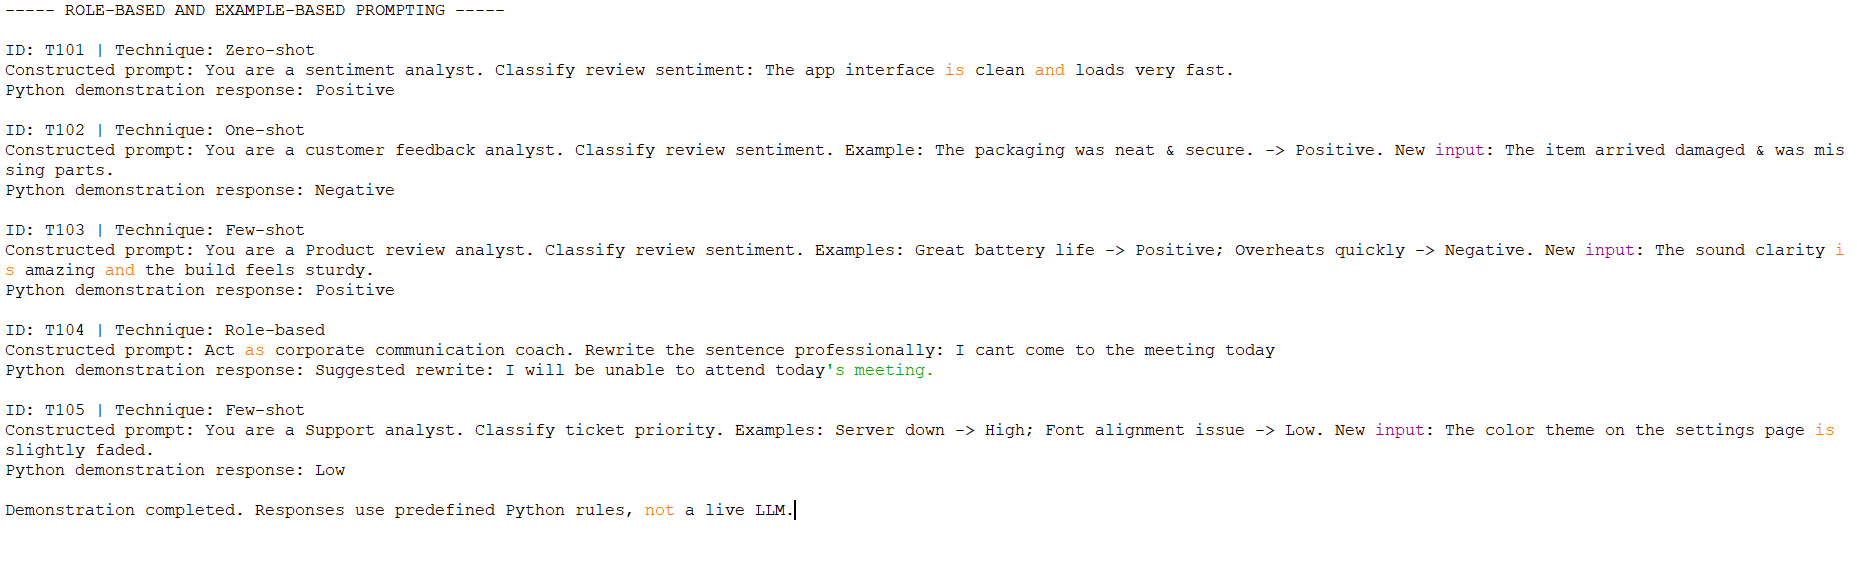 ----- ROLE-BASED AND EXAMPLE-BASED PROMPTING -----
ID: T101 | Technique: Zero-shot
Constructed prompt: You are a sentiment analyst. Classify review sentiment: The app interface is clean and loads very fast.
Python demonstration response: Positive
ID: T102 | Technique: One-shot
Constructed prompt: You are a customer feedback analyst. Classify review sentiment. Example: The packaging was neat & secure. -> Positive. New input: The item arrived damaged & was mis
sing parts.
Python demonstration response: Negative
ID: T103 | Technique: Few-shot
Constructed prompt: You are a Product review analyst. Classify review sentiment. Examples: Great battery life -> Positive; Overheats quickly -> Negative. New input: The sound clarity i
s amazing and the build feels sturdy.
Python demonstration response: Positive
ID: T104 | Technique: Role-based
Constructed prompt: Act as corporate communication coach. Rewrite the sentence professionally: I cant come to the meeting today
Python demonstration response: Suggested rewrite: I will be unable to attend today's meeting.
ID: T105 | Technique: Few-shot
Constructed prompt: You are a Support analyst. Classify ticket priority. Examples: Server down -> High; Font alignment issue -> Low. New input: The color theme on the settings page is
slightly faded.
Python demonstration response: Low
Demonstration completed. Responses use predefined Python rules, not a live LLM.